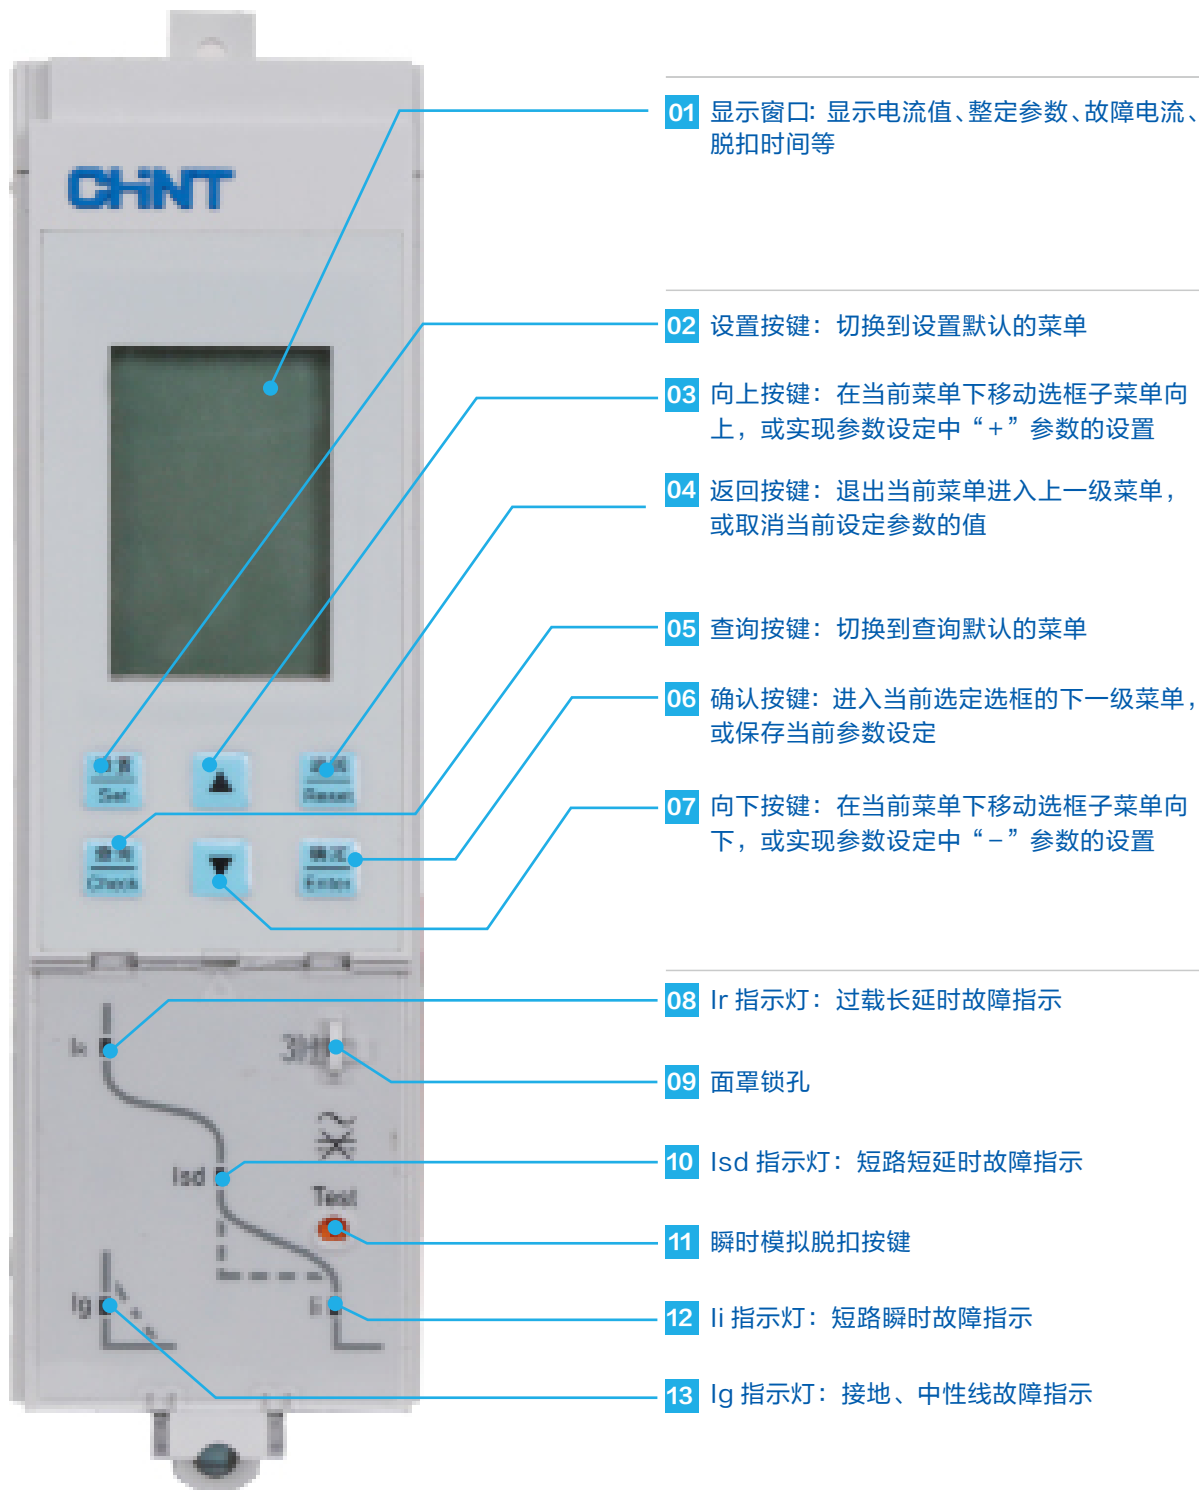 CHiNT
Set
Reset
查询
Check
确定
Enter
Ir
3H
Isd
Test
Ig
Ii
01 显示窗口: 显示电流值、整定参数、故障电流、
脱扣时间等
02 设置按键：切换到设置默认的菜单
03 向上按键：在当前菜单下移动选框子菜单向
上，或实现参数设定中“+”参数的设置
04 返回按键：退出当前菜单进入上一级菜单，
或取消当前设定参数的值
05 查询按键：切换到查询默认的菜单
06 确认按键：进入当前选定选框的下一级菜单，
或保存当前参数设定
07 向下按键：在当前菜单下移动选框子菜单向
下，或实现参数设定中“-”参数的设置
08 Ir 指示灯：过载长延时故障指示
09 面罩锁孔
10 Isd 指示灯：短路短延时故障指示
11 瞬时模拟脱扣按键
12 Ii 指示灯：短路瞬时故障指示
13 Ig 指示灯：接地、中性线故障指示